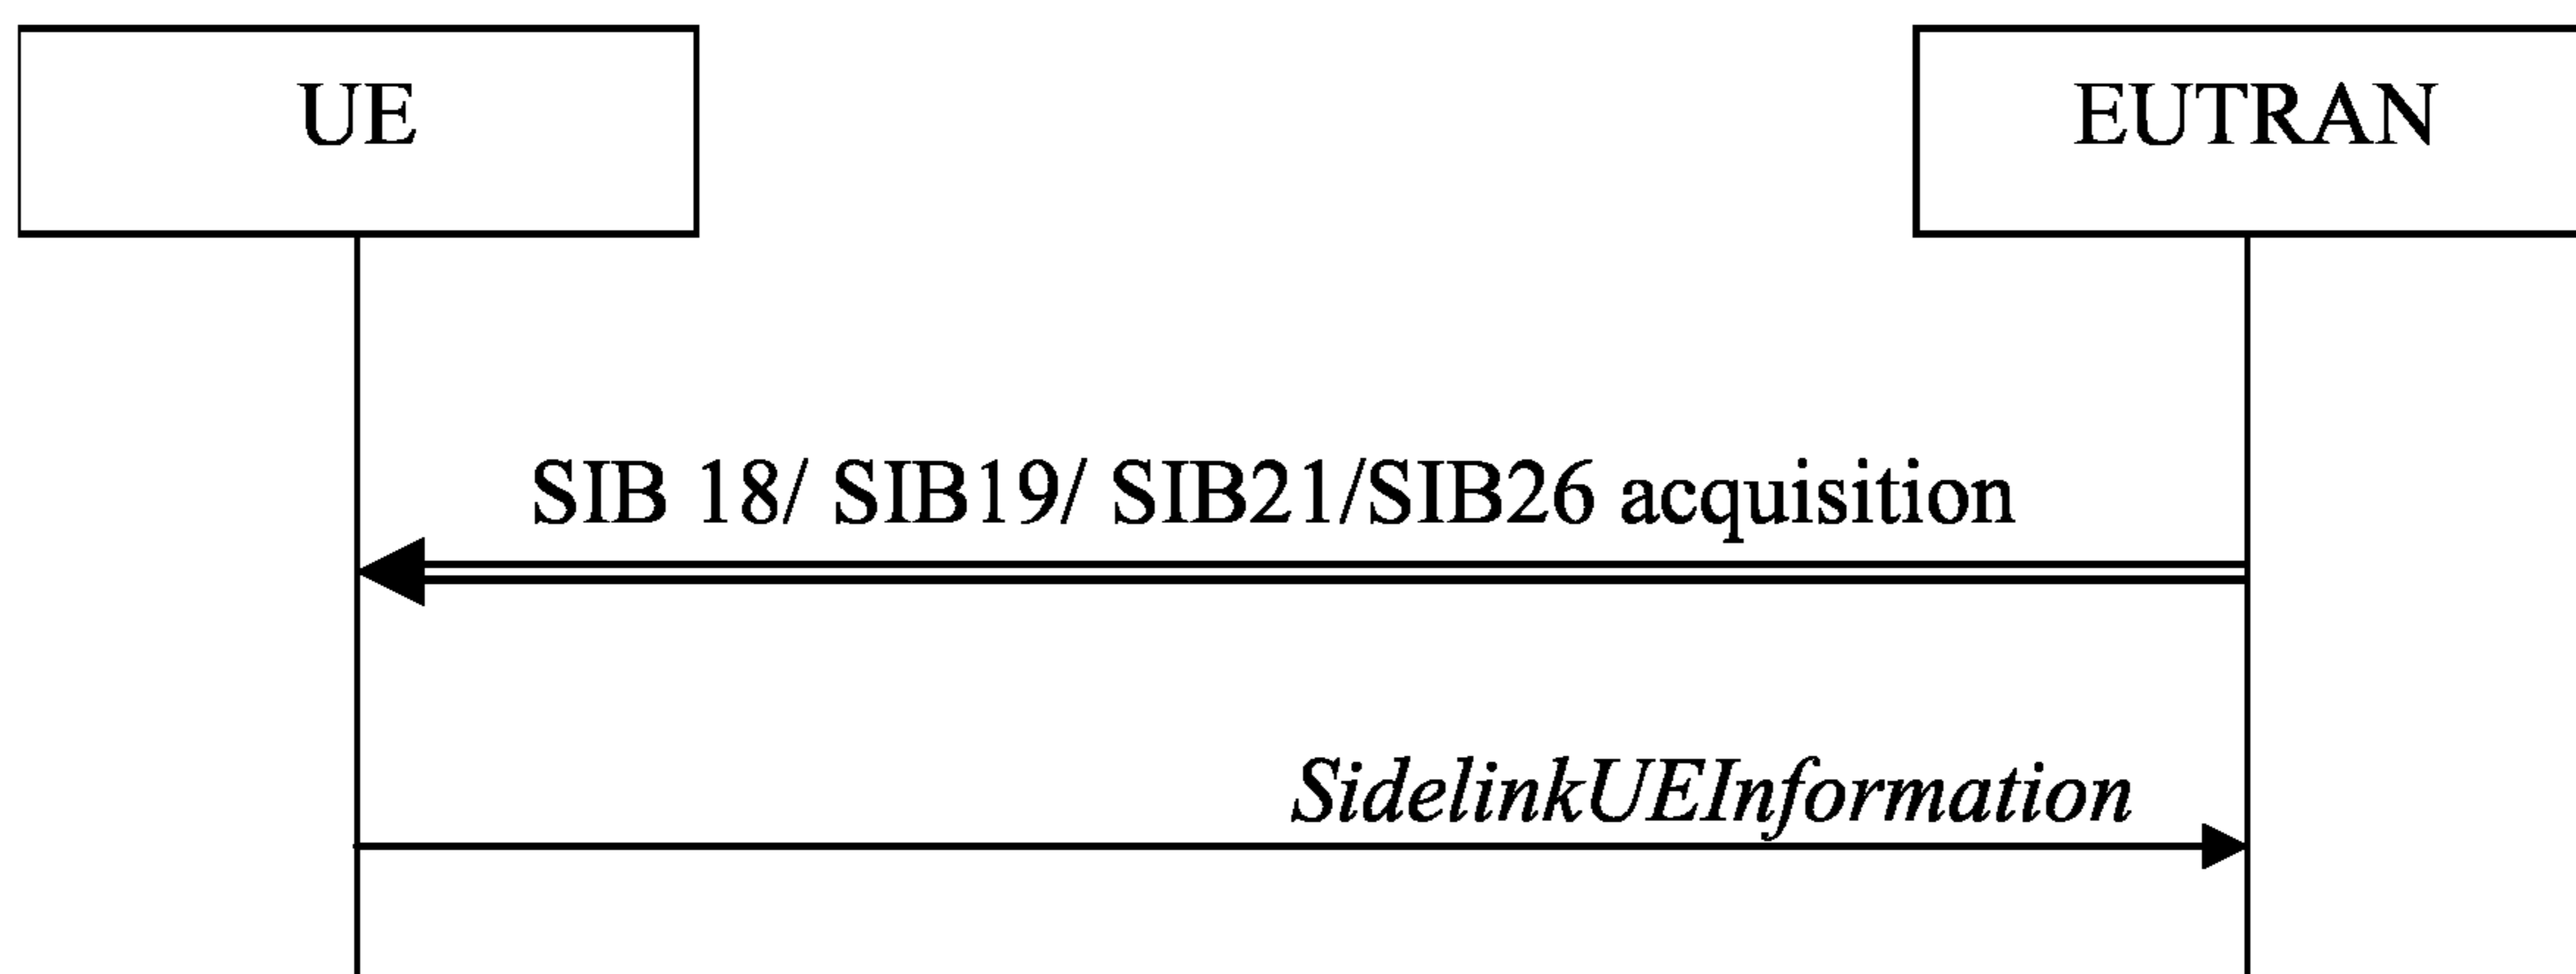 UE
EUTRAN
SIB 18/ SIB19/ SIB21/SIB26 acquisition
SidelinkUEInformation